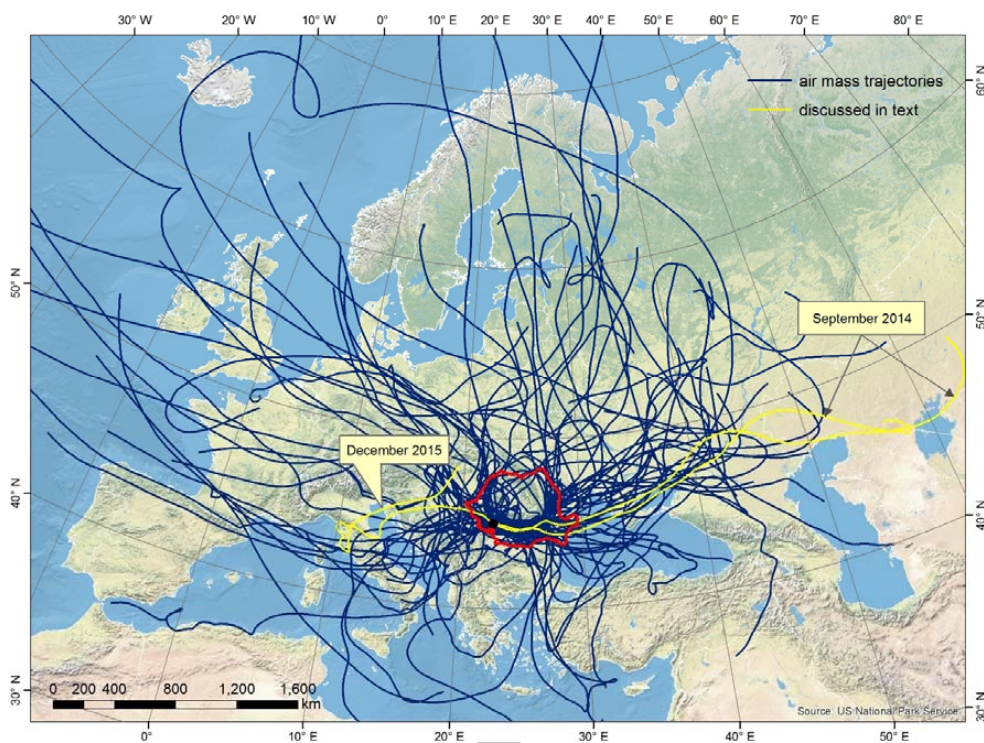 30° W 20° W 10° W 0° 10° E 20° E 30° E 40° E 50° E 60° E 70° E 80° E
air mass trajectories
discussed in text
60° N
50° N
50° N
September 2014
December 2015
40° N
40° N
30° N
30° N
0 200 400 800 1,200 1,600
km
Source: US National Park Service
0° 10° E 20° E 30° E 40° E 50° E